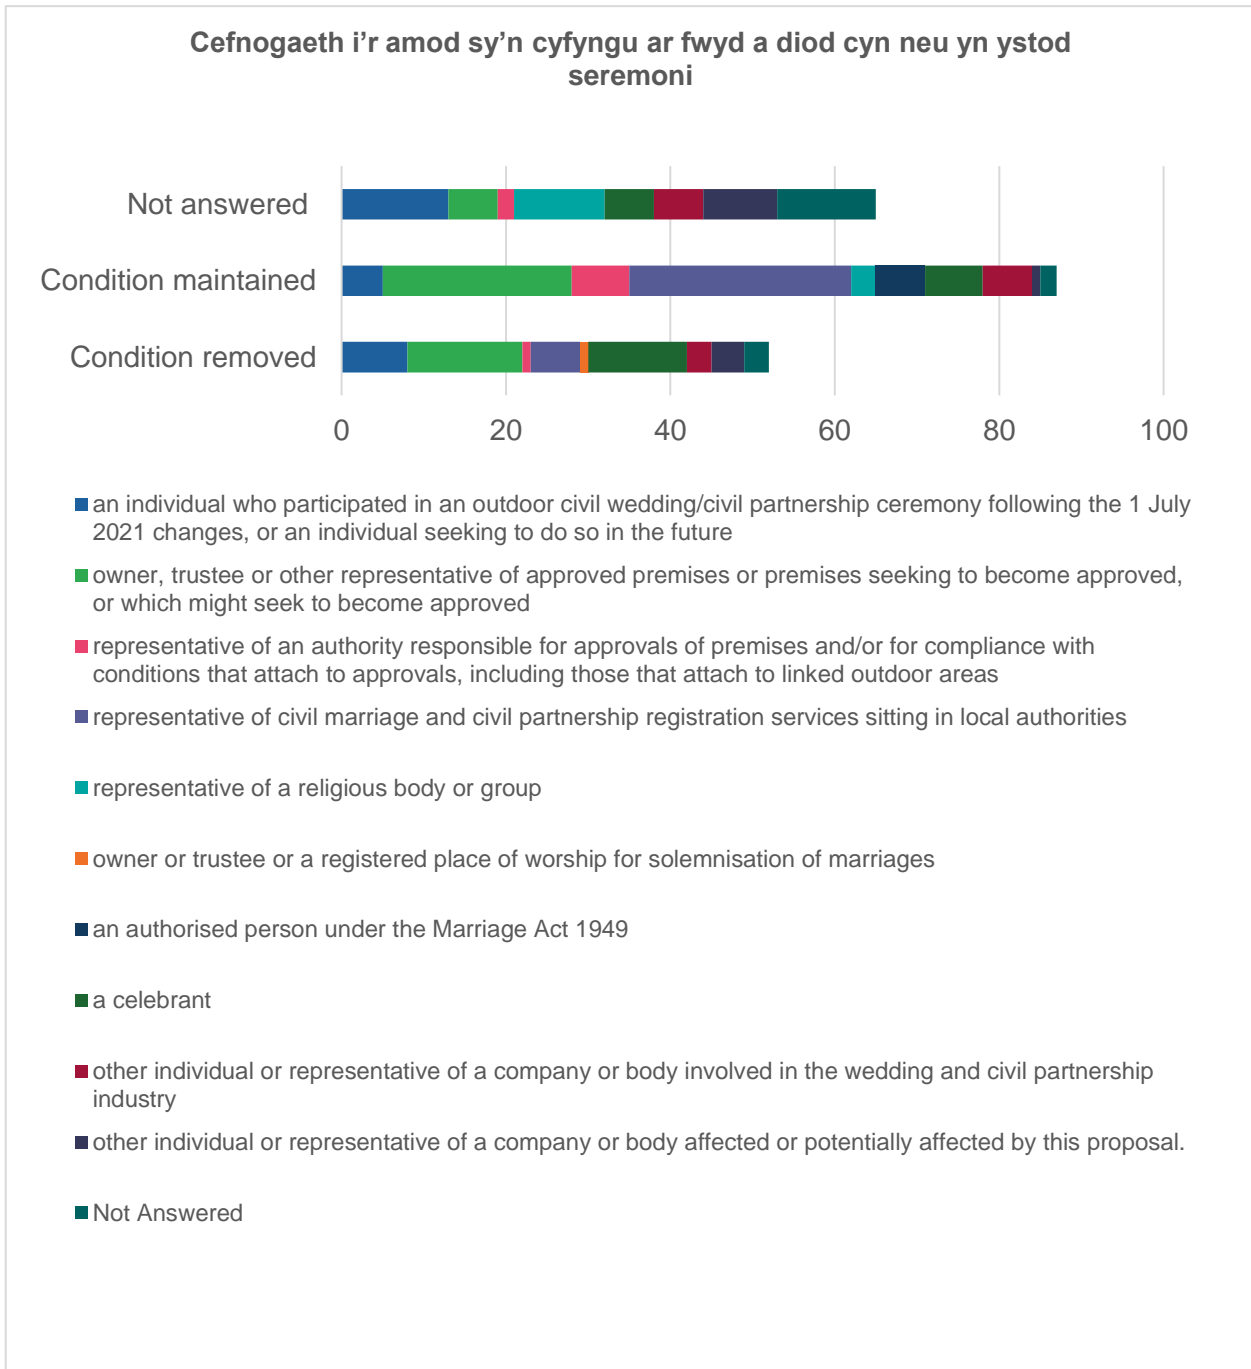 Cefnogaeth i'r amod sy'n cyfyngu ar fwyd a diod cyn neu yn ystod
seremoni
Not answered
Condition maintained
Condition removed
0 20 40 60 80 100
an individual who participated in an outdoor civil wedding/civil partnership ceremony following the 1 July
2021 changes, or an individual seeking to do so in the future
owner, trustee or other representative of approved premises or premises seeking to become approved,
or which might seek to become approved
representative of an authority responsible for approvals of premises and/or for compliance with
conditions that attach to approvals, including those that attach to linked outdoor areas
representative of civil marriage and civil partnership registration services sitting in local authorities
representative of a religious body or group
owner or trustee or a registered place of worship for solemnisation of marriages
an authorised person under the Marriage Act 1949
a celebrant
other individual or representative of a company or body involved in the wedding and civil partnership
industry
other individual or representative of a company or body affected or potentially affected by this proposal.
Not Answered